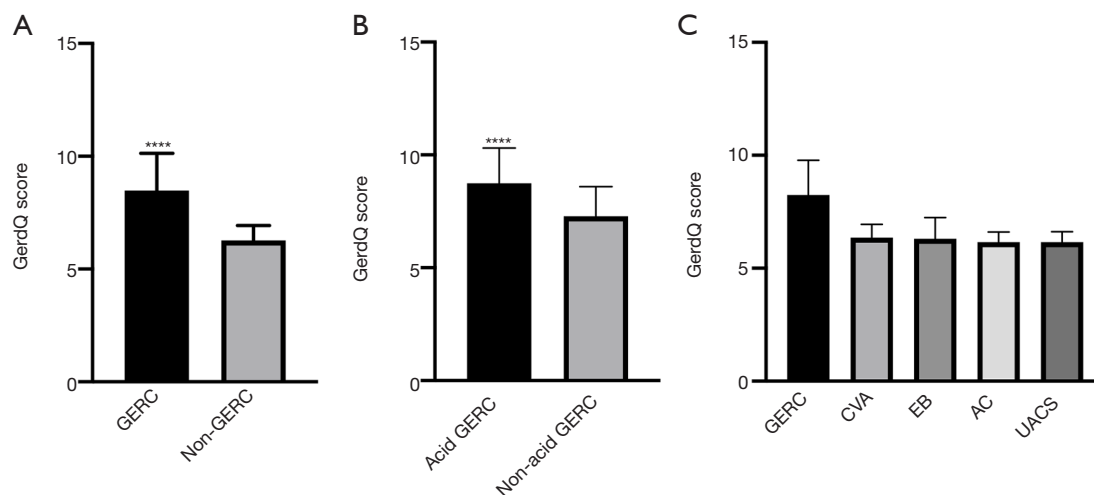 A
15
10
5
0
GerdQ score
****
GERC
Non-GERC
B
15
10
5
0
GerdQ score
****
Acid GERC
Non-acid GERC
C
15
10
5
0
GerdQ score
GERC
CVA
EB
AC
UACS